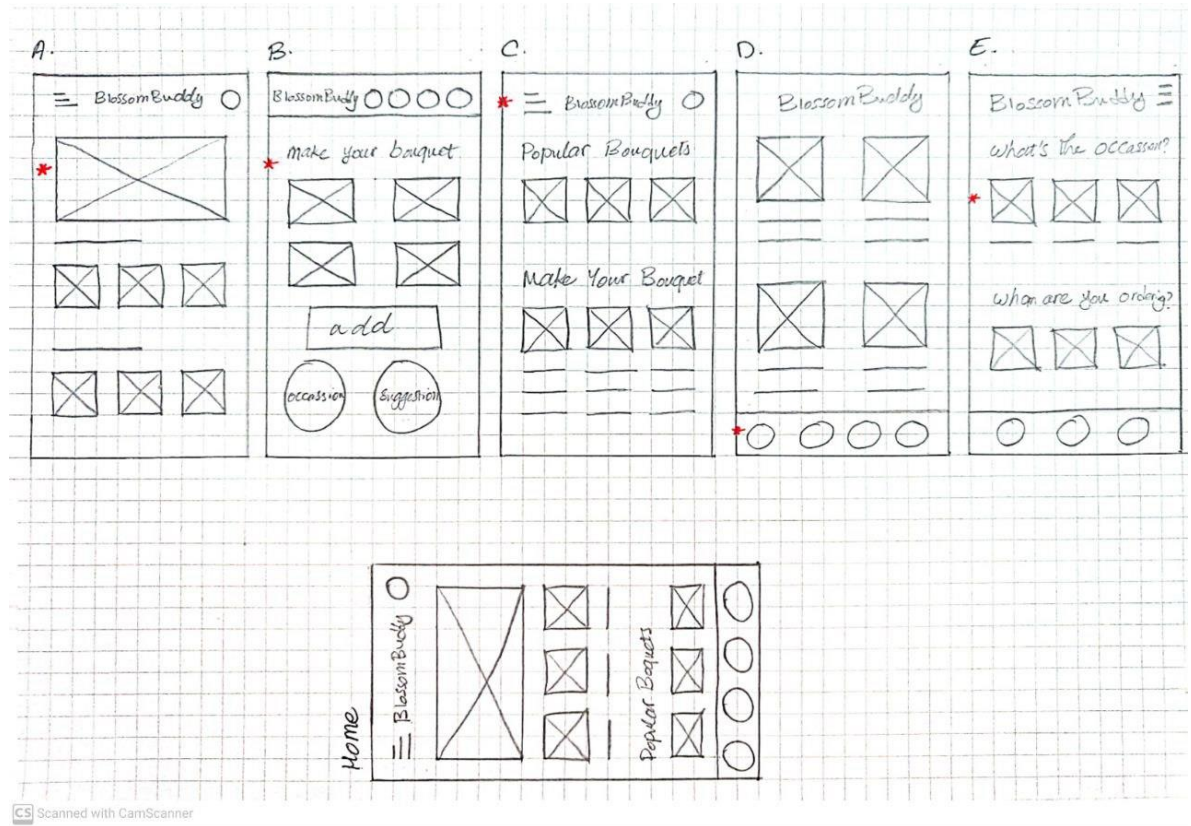 A.
BlossomBuddy
B.
BlossomBuddy
make your bouquet
add
occassion
Suggestion
C.
BlossomBuddy
Popular Bouquets
Make Your Bouquet
D.
BlossomBuddy
E.
BlossomBuddy
What's the occasson?
whom are you ordering?
Home
BlossomBuddy
Popular Boquets
CS Scanned with CamScanner